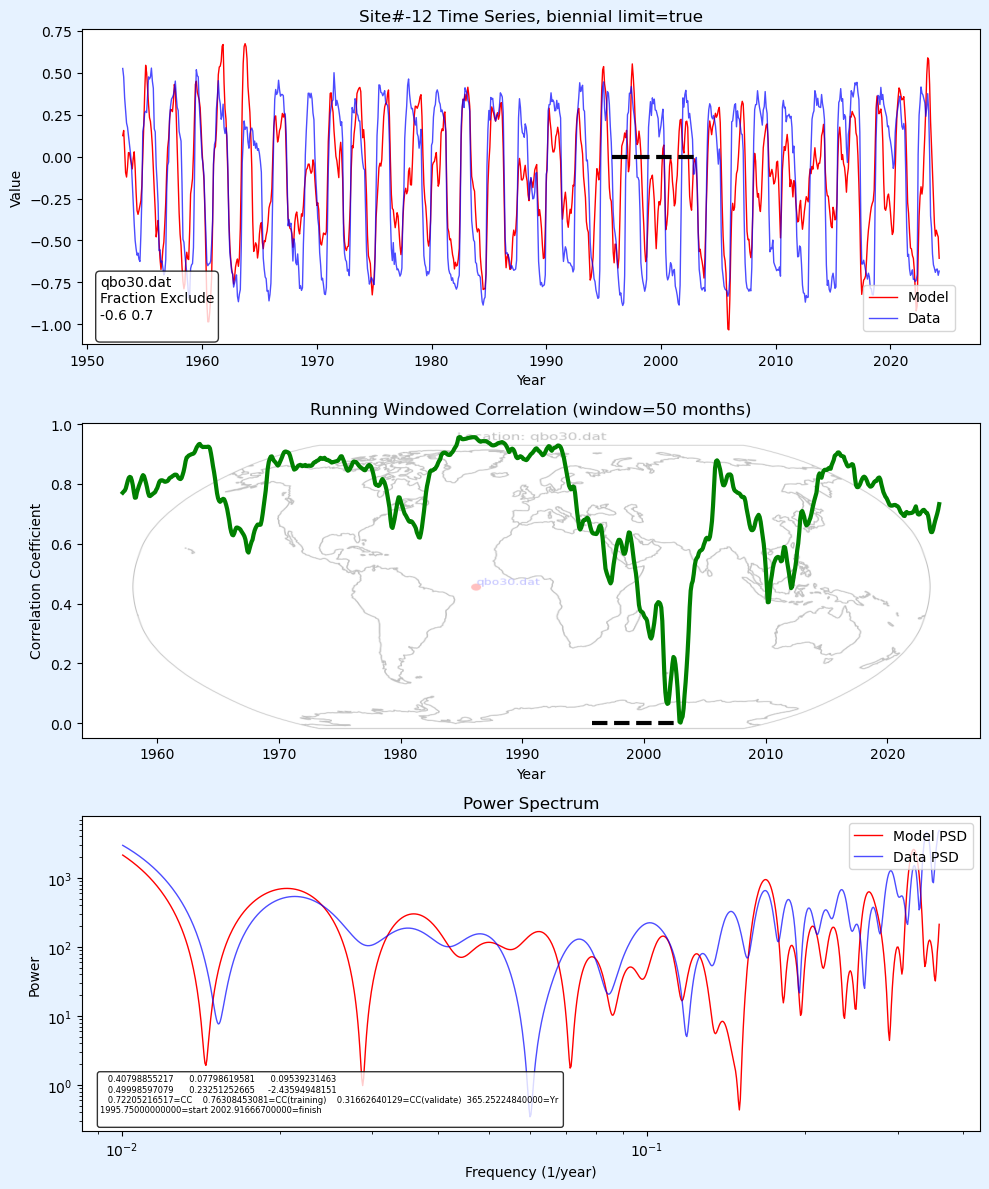 Site#-12 Time Series, biennial limit=true
0.75
0.50
0.25
0.00
−0.25
−0.50
−0.75
−1.00
Value
qbo30.dat
Fraction Exclude
-0.6 0.7
Model
Data
1950
1960
1970
1980
1990
2000
2010
2020
Year
Running Windowed Correlation (window=50 months)
1.0
0.8
0.6
0.4
0.2
0.0
Correlation Coefficient
Location: qbo30.dat
qbo30.dat
1960
1970
1980
1990
2000
2010
2020
Year
Power Spectrum
10³
10²
10¹
10⁰
Power
Model PSD
Data PSD
0.40798855217 0.07798619581 0.09539231463
0.49998597079 0.23251252665 -2.43594948151
0.72205216517=CC 0.76308453081=CC(training) 0.31662640129=CC(validate) 365.25224840000=Yr
1995.75000000000=start 2002.91666700000=finish
10⁻²
10⁻¹
Frequency (1/year)